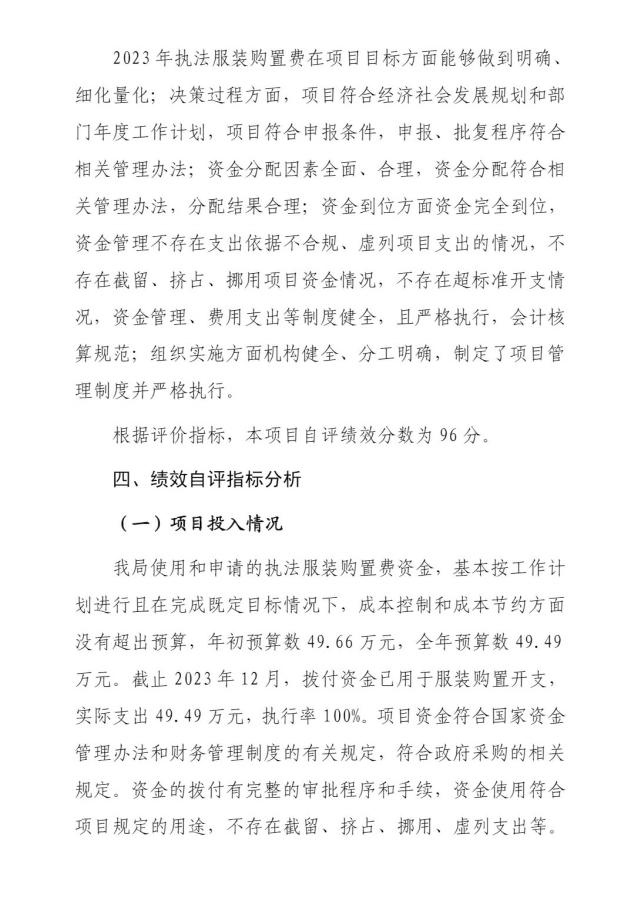 2023 年执法服装购置费在项目目标方面能够做到明确、
细化量化；决策过程方面，项目符合经济社会发展规划和部
门年度工作计划，项目符合申报条件，申报、批复程序符合
相关管理办法；资金分配因素全面、合理，资金分配符合相
关管理办法，分配结果合理；资金到位方面资金完全到位，
资金管理不存在支出依据不合规、虚列项目支出的情况，不
存在截留、挤占、挪用项目资金情况，不存在超标准开支情
况，资金管理、费用支出等制度健全，且严格执行，会计核
算规范；组织实施方面机构健全、分工明确，制定了项目管
理制度并严格执行。
根据评价指标，本项目自评绩效分数为 96 分。
四、绩效自评指标分析
（一）项目投入情况
我局使用和申请的执法服装购置费资金，基本按工作计
划进行且在完成既定目标情况下，成本控制和成本节约方面
没有超出预算，年初预算数 49.66 万元，全年预算数 49.49
万元。截止 2023 年 12 月，拨付资金已用于服装购置开支，
实际支出 49.49 万元，执行率 100%。项目资金符合国家资金
管理办法和财务管理制度的有关规定，符合政府采购的相关
规定。资金的拨付有完整的审批程序和手续，资金使用符合
项目规定的用途，不存在截留、挤占、挪用、虚列支出等。